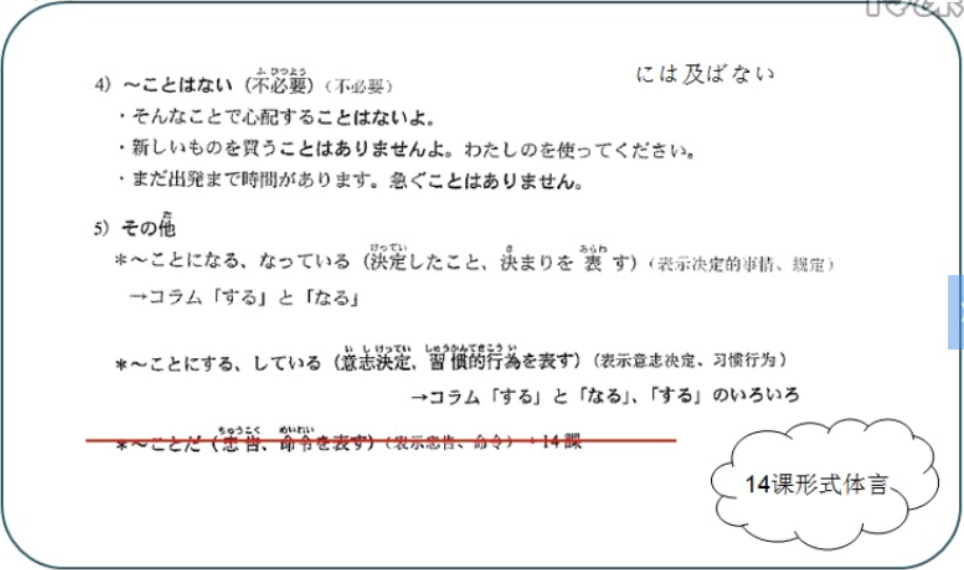 4）～ことはない（不必要）（不必要）
には及ばない
・そんなことで心配することはないよ。
・新しいものを買うことはありませんよ。わたしのを使ってください。
・まだ出発まで時間があります。急ぐことはありません。
5）その他
＊～ことになる、なっている（決定したこと、決まりを表す）（表示决定的事情、规定）
→コラム「する」と「なる」
＊～ことにする、している（意志決定、習慣的行為を表す）（表示意志决定、习惯行为）
→コラム「する」と「なる」、「する」のいろいろ
＊～ことだ（忠告、命令を表す）（表示忠告、命令）→14課
14课形式体言